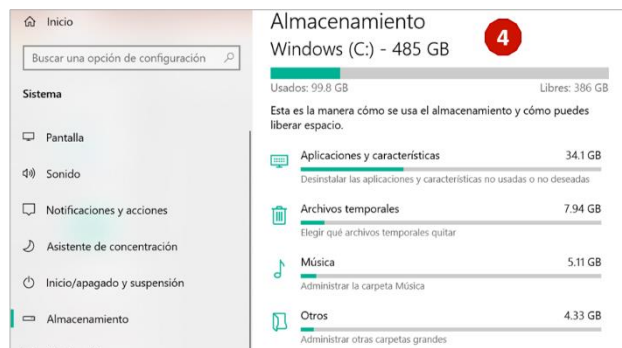 Inicio
Buscar una opción de configuración
Sistema
Pantalla
Sonido
Notificaciones y acciones
Asistente de concentración
Inicio/apagado y suspensión
Almacenamiento
Almacenamiento
Windows (C:) - 485 GB
4
Usados: 99.8 GB Libres: 386 GB
Esta es la manera cómo se usa el almacenamiento y cómo puedes
liberar espacio.
Aplicaciones y características 34.1 GB
Desinstalar las aplicaciones y características no usadas o no deseadas
Archivos temporales 7.94 GB
Elegir qué archivos temporales quitar
Música 5.11 GB
Administrar la carpeta Música
Otros 4.33 GB
Administrar otras carpetas grandes